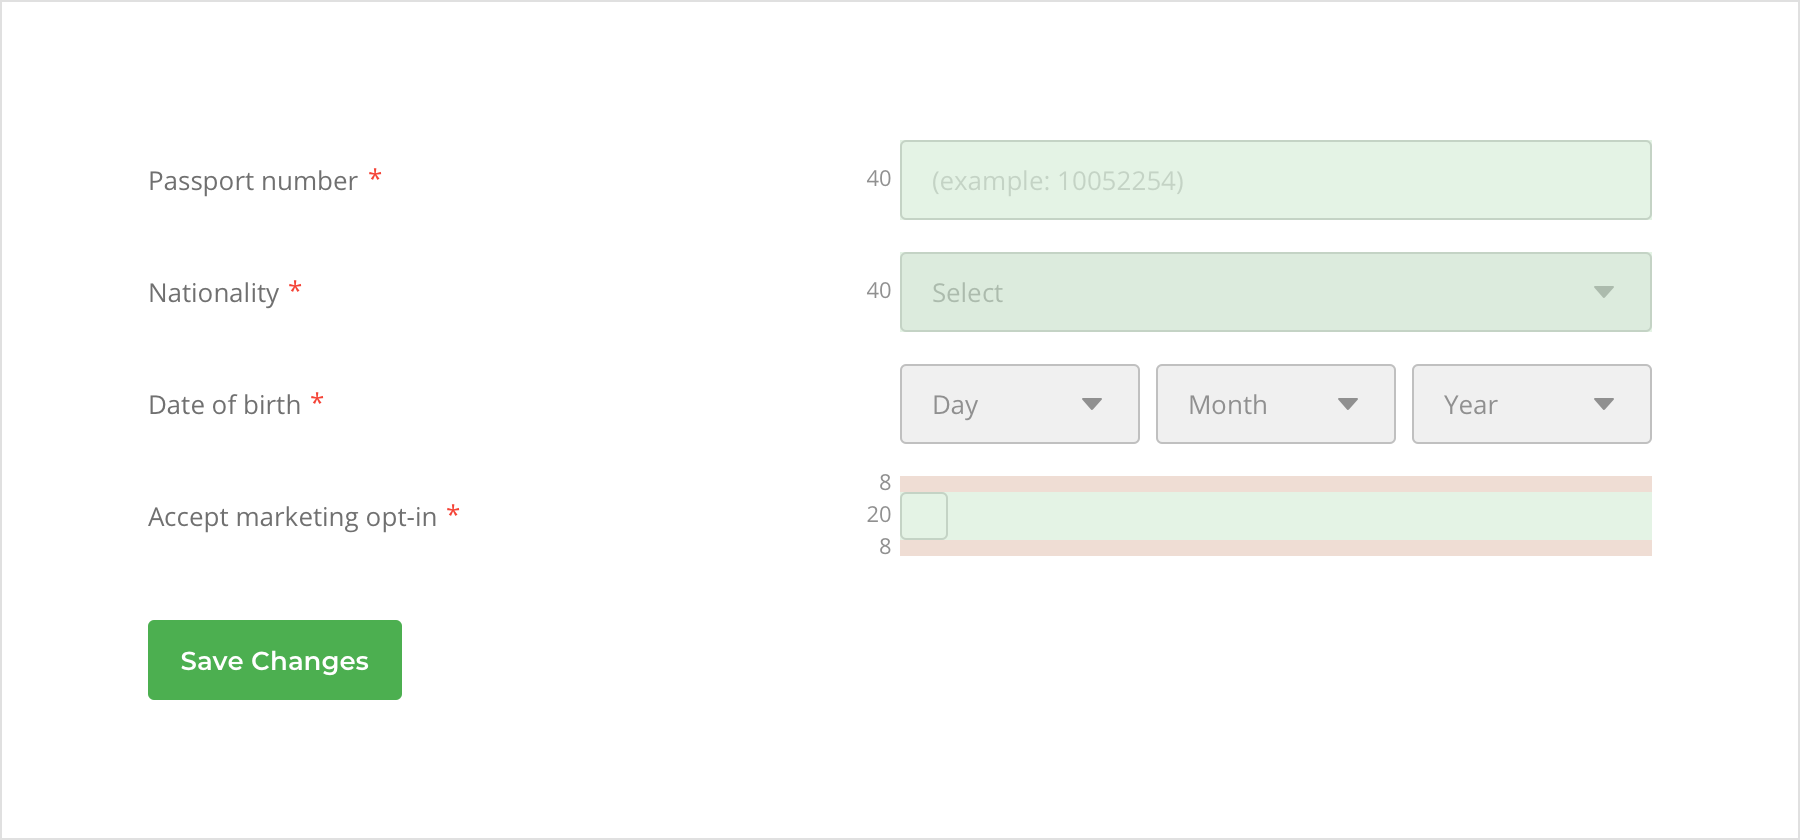 Passport number * 40 (example: 10052254)
Nationality * 40 Select
Date of birth * Day Month Year
8
Accept marketing opt-in * 20
8
Save Changes